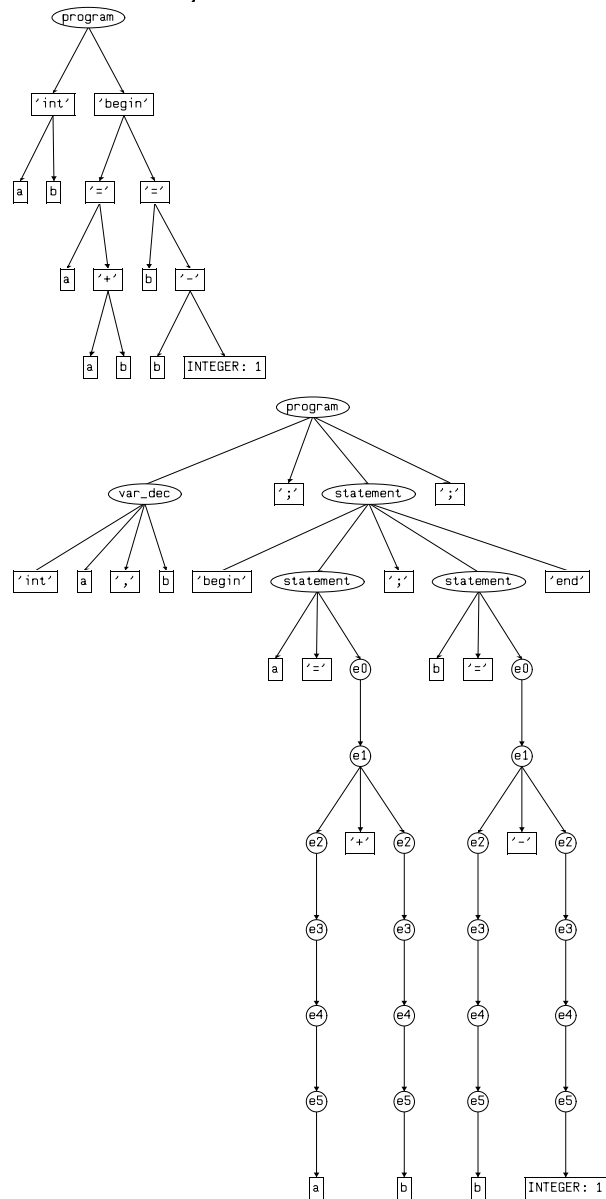 program
'int' 'begin'
a b '=' '='
a '+' b '-'
a b b INTEGER: 1
program
var_dec ';' statement ';'
'int' a ',' b 'begin' statement ';' statement 'end'
a '=' e0 b '=' e0
e1 e1
e2 '+' e2 e2 '-' e2
e3 e3 e3 e3
e4 e4 e4 e4
e5 e5 e5 e5
a b b INTEGER: 1